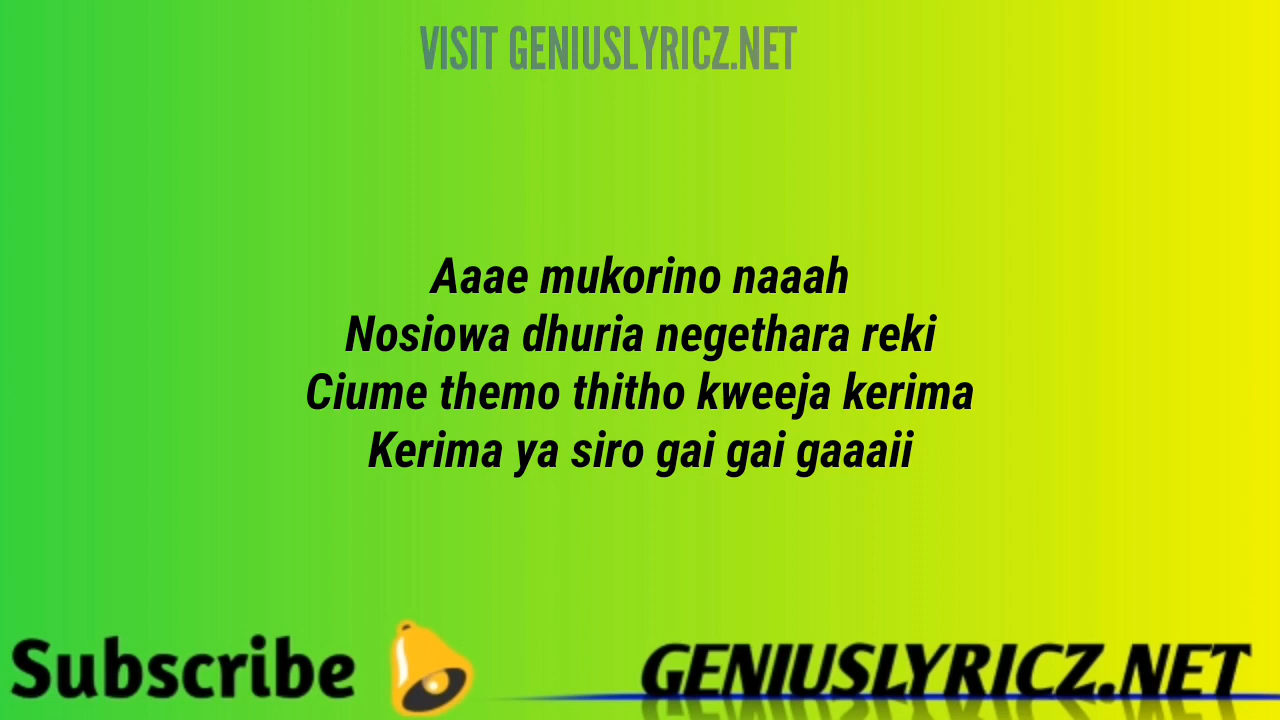 VISIT GENIUSLYRICZ.NET
Aaae mukorino naaah
Nosiowa dhuria negethara reki
Ciume themo thitho kweeja kerima
Kerima ya siro gai gai gaaaii
Subscribe
GENIUSLYRICZ.NET